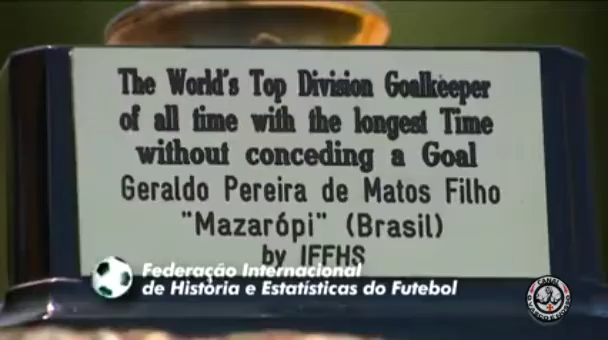 The World's Top Division Goalkeeper
of all time with the longest Time
without conceding a Goal
Geraldo Pereira de Matos Filho
"Mazarópi" (Brasil)
by IFFHS
Federação Internacional
de História e Estatísticas do Futebol
CANAL